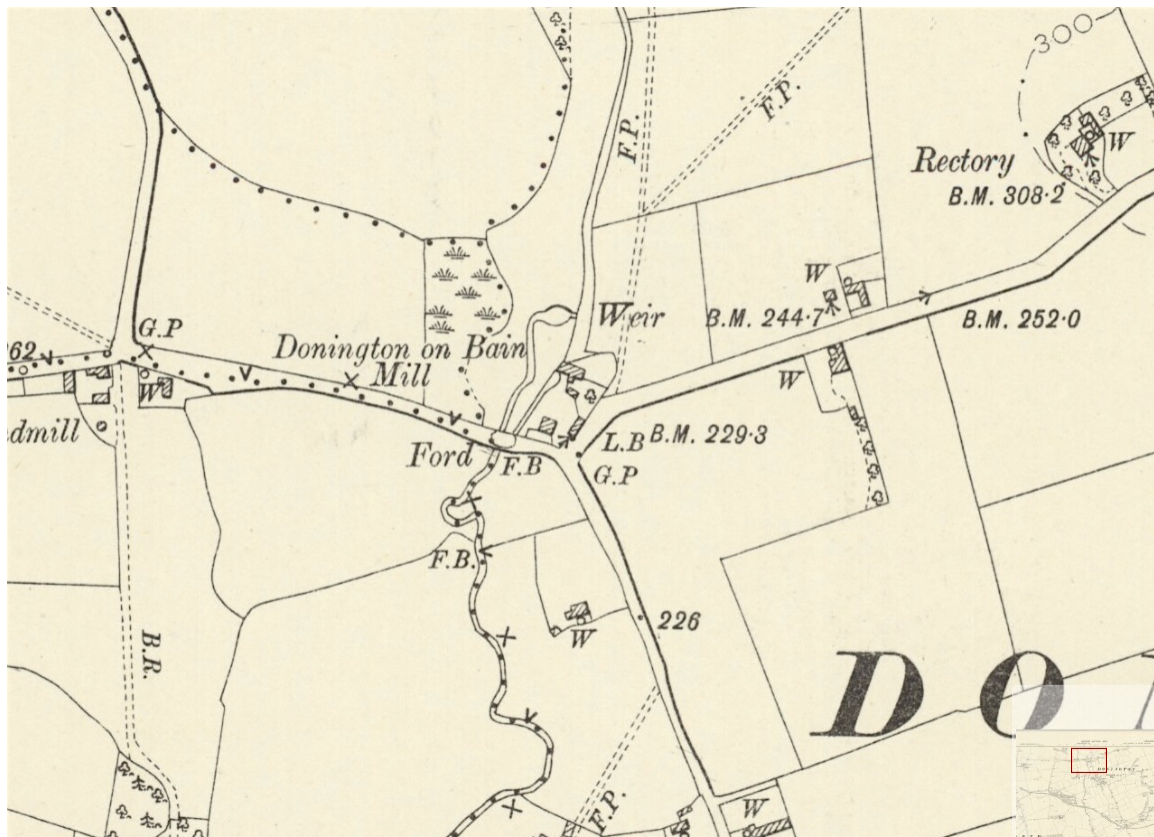 300
F.P.
F.P.
Rectory
W
B.M. 308·2
W
Weir
B.M. 244·7
B.M. 252·0
G.P
62
Donington on Bain
Mill
W
W
dmill
Ford
F.B
L.B
B.M. 229·3
G.P
F.B.
W
226
B.R.
D O
F.P.
W